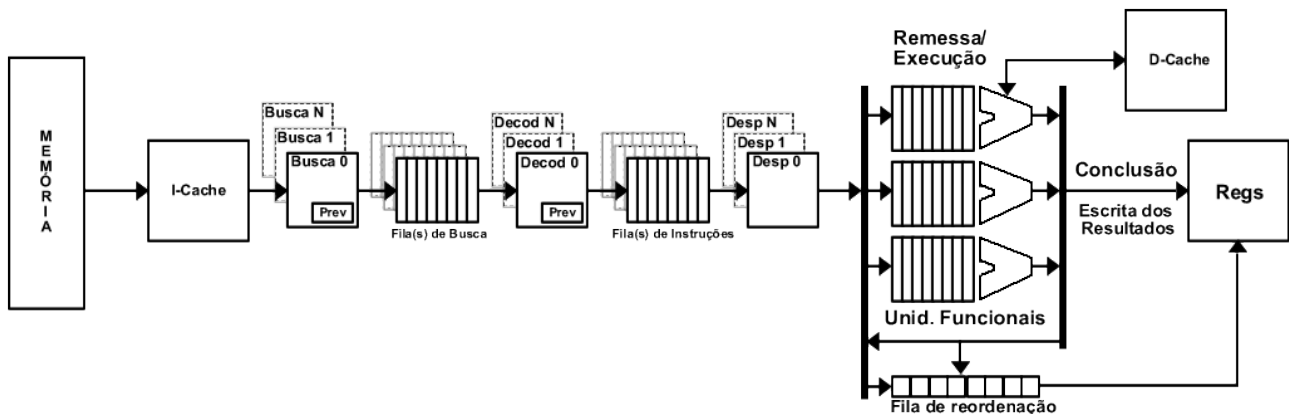 MEMÓRIA
I-Cache
Busca N
Busca 1
Busca 0
Prev
Fila(s) de Busca
Decod N
Decod 1
Decod 0
Prev
Fila(s) de Instruções
Desp N
Desp 1
Desp 0
Remessa/
Execução
Unid. Funcionais
D-Cache
Conclusão
Escrita dos
Resultados
Regs
Fila de reordenação